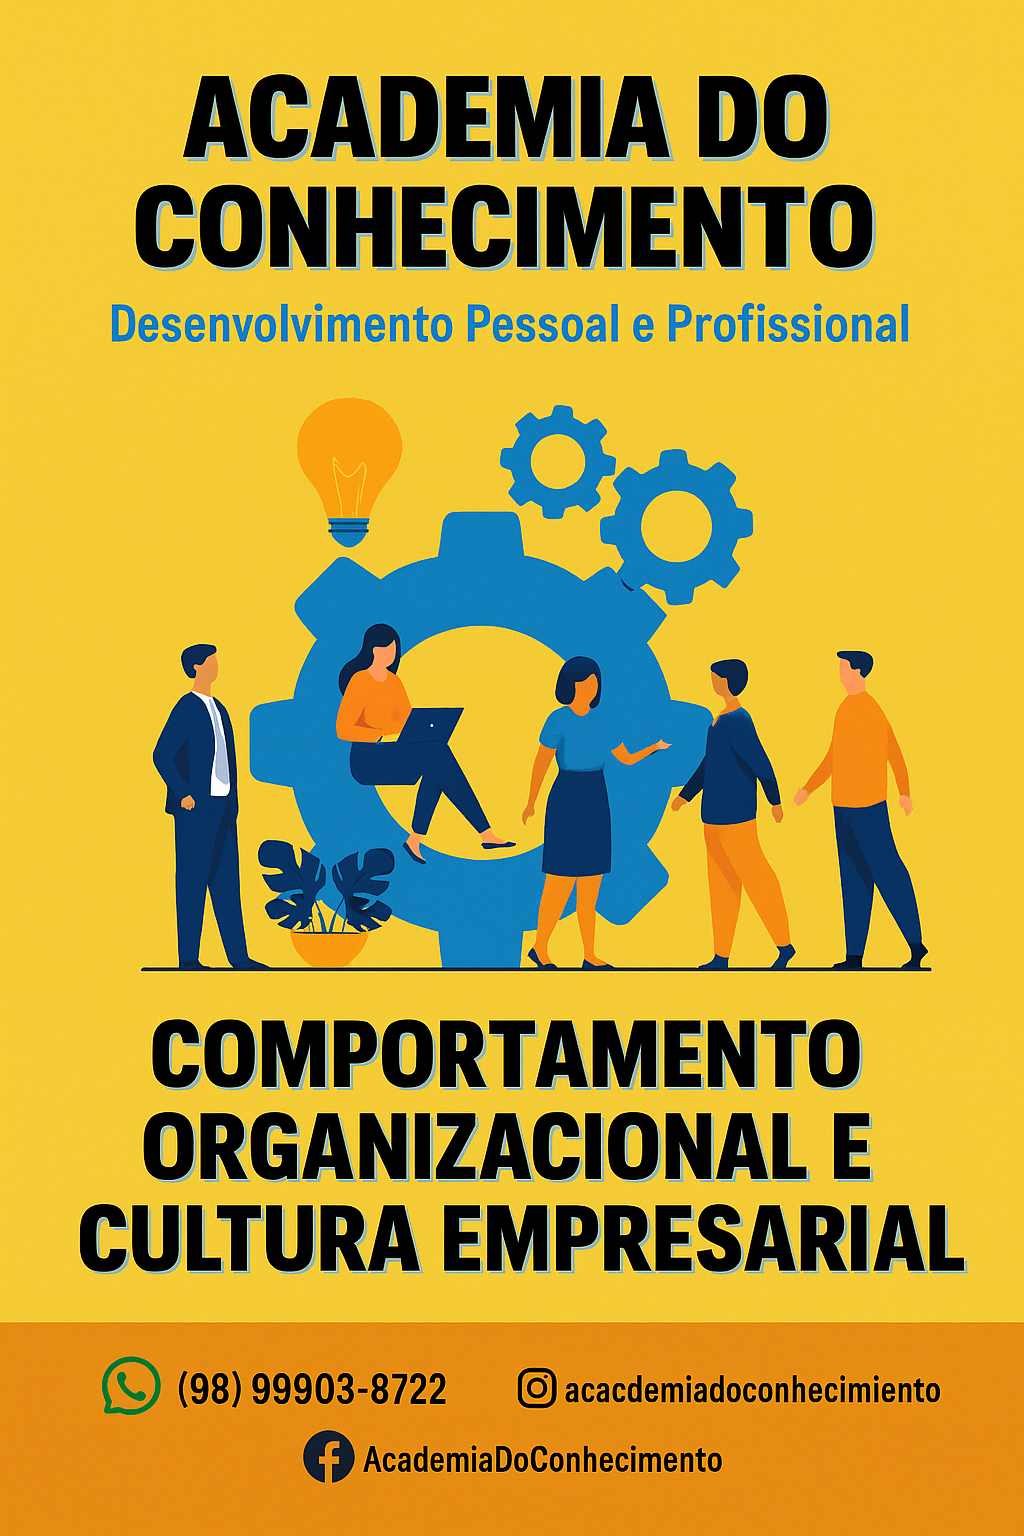 ACADEMIA DO
CONHECIMENTO
Desenvolvimento Pessoal e Profissional
COMPORTAMENTO
ORGANIZACIONAL E
CULTURA EMPRESARIAL
(98) 99903-8722
acacdemiadoconhecimiento
AcademiaDoConhecimento